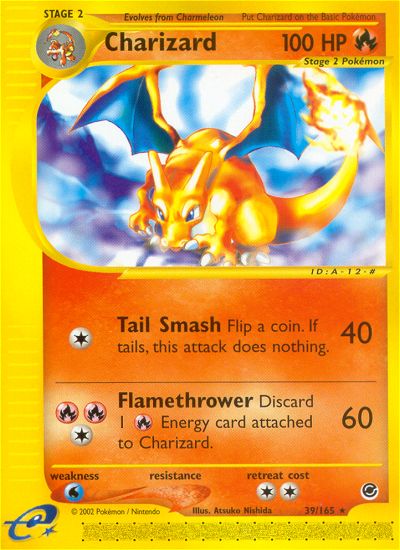 STAGE 2
Evolves from Charmeleon
Put Charizard on the Basic Pokémon.
Charizard 100 HP
Stage 2 Pokémon
ID:A-12-#
Tail Smash Flip a coin. If
tails, this attack does nothing.
40
Flamethrower Discard
1 Energy card attached
to Charizard.
60
weakness resistance retreat cost
© 2002 Pokémon / Nintendo Illus. Atsuko Nishida 39/165 ★
e